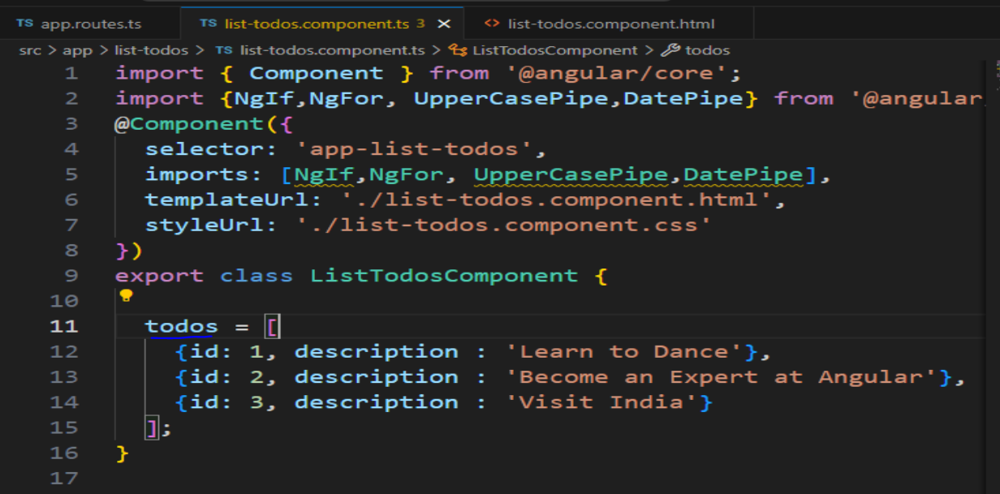 TS app.routes.ts TS list-todos.component.ts 3 × <> list-todos.component.html
src > app > list-todos > TS list-todos.component.ts > ListTodosComponent > todos
1 import { Component } from '@angular/core';
2 import {NgIf,NgFor, UpperCasePipe,DatePipe} from '@angular
3 @Component({
4 selector: 'app-list-todos',
5 imports: [NgIf,NgFor, UpperCasePipe,DatePipe],
6 templateUrl: './list-todos.component.html',
7 styleUrl: './list-todos.component.css'
8 })
9 export class ListTodosComponent {
10
11 todos = [
12 {id: 1, description : 'Learn to Dance'},
13 {id: 2, description : 'Become an Expert at Angular'},
14 {id: 3, description : 'Visit India'}
15 ];
16 }
17